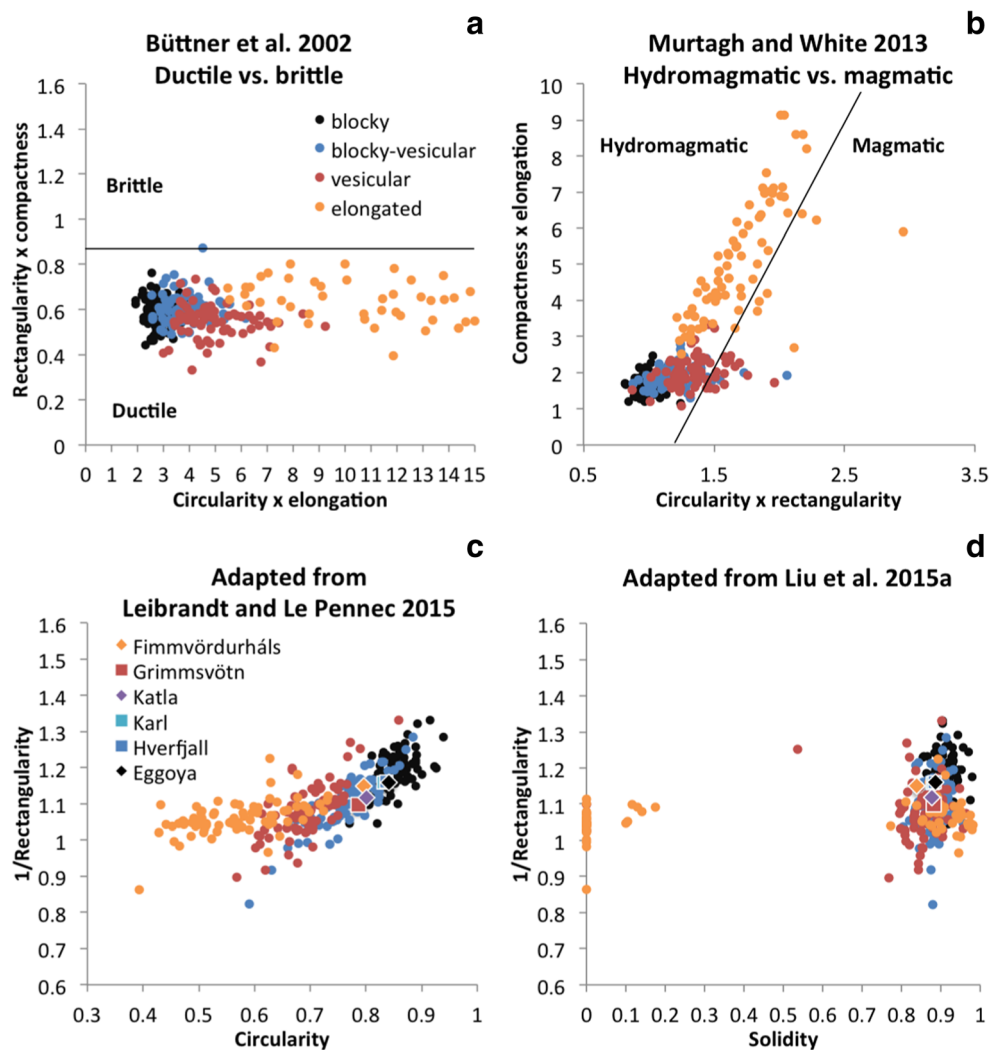 a
Büttner et al. 2002
Ductile vs. brittle
Rectangularity x compactness
1.6
1.4
1.2
1
0.8
0.6
0.4
0.2
0
blocky
blocky-vesicular
vesicular
elongated
Brittle
Ductile
0 1 2 3 4 5 6 7 8 9 10 11 12 13 14 15
Circularity x elongation
b
Murtagh and White 2013
Hydromagmatic vs. magmatic
Compactness x elongation
10
9
8
7
6
5
4
3
2
1
0
Hydromagmatic
Magmatic
0.5 1.5 2.5 3.5
Circularity x rectangularity
c
Adapted from
Leibrandt and Le Pennec 2015
1/Rectangularity
1.6
1.5
1.4
1.3
1.2
1.1
1
0.9
0.8
0.7
0.6
Fimmvördurháls
Grimmsvötn
Katla
Karl
Hverfjall
Eggoya
0.3 0.4 0.5 0.6 0.7 0.8 0.9 1
Circularity
d
Adapted from Liu et al. 2015a
1/Rectangularity
1.6
1.5
1.4
1.3
1.2
1.1
1
0.9
0.8
0.7
0.6
0 0.1 0.2 0.3 0.4 0.5 0.6 0.7 0.8 0.9 1
Solidity